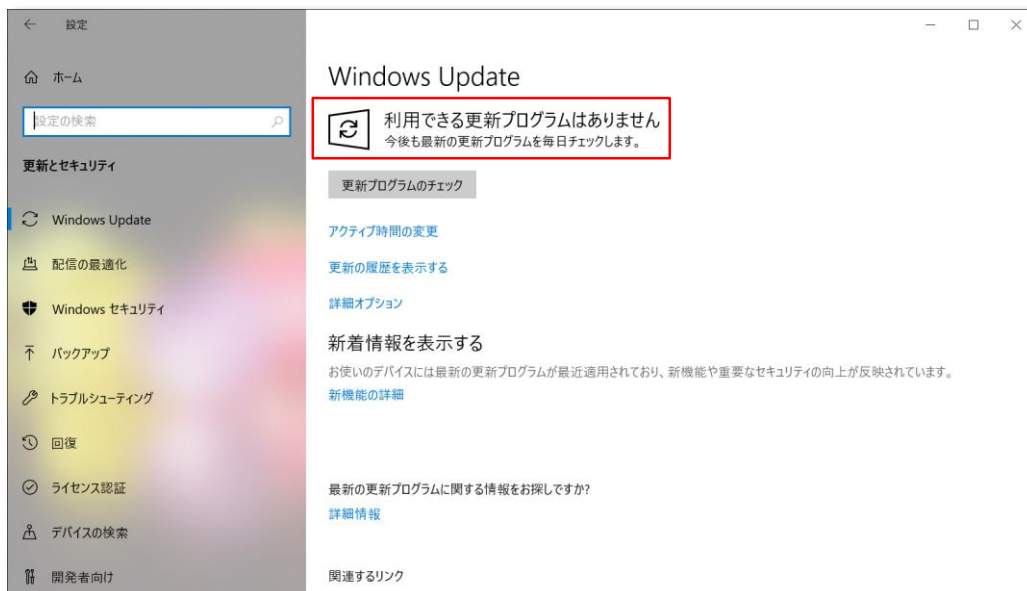 設定
ホーム
設定の検索
更新とセキュリティ
Windows Update
配信の最適化
Windows セキュリティ
バックアップ
トラブルシューティング
回復
ライセンス認証
デバイスの検索
開発者向け
Windows Update
利用できる更新プログラムはありません
今後も最新の更新プログラムを毎日チェックします。
更新プログラムのチェック
アクティブ時間の変更
更新の履歴を表示する
詳細オプション
新着情報を表示する
お使いのデバイスには最新の更新プログラムが最近適用されており、新機能や重要なセキュリティの向上が反映されています。
新機能の詳細
最新の更新プログラムに関する情報をお探しですか?
詳細情報
関連するリンク